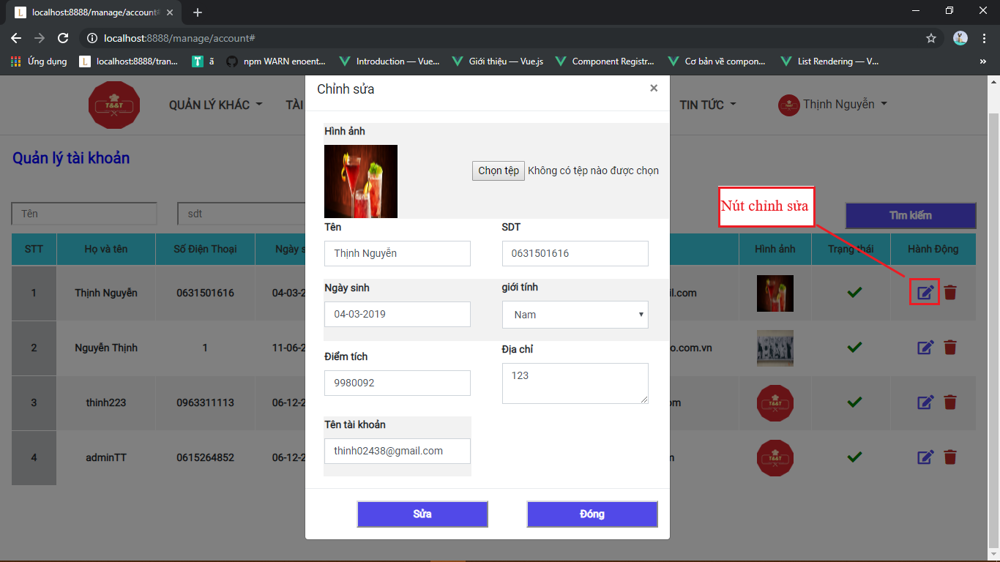 localhost:8888/manage/account#
localhost:8888/manage/account#
Ứng dụng localhost:8888/tran... ã npm WARN enoent... Introduction — Vue... Giới thiệu — Vue.js Component Registr... Cơ bản về compon... List Rendering — V... »
T&&T QUẢN LÝ KHÁC TÀI TIN TỨC Thịnh Nguyễn
Quản lý tài khoản
Tên sdt Tìm kiếm
STT Họ và tên Số Điện Thoại Ngày s Hình ảnh Trạng thái Hành Động
1 Thịnh Nguyễn 0631501616 04-03-2 il.com
2 Nguyễn Thịnh 1 11-06-2 o.com.vn
3 thinh223 0963311113 06-12-2 om T&&T
4 adminTT 0615264852 06-12-2 T&&T
Chỉnh sửa ×
Hình ảnh
Chọn tệp Không có tệp nào được chọn
Tên SDT
Thịnh Nguyễn 0631501616
Ngày sinh giới tính
04-03-2019 Nam
Điểm tích Địa chỉ
9980092 123
Tên tài khoản
thinh02438@gmail.com
Sửa Đóng
Nút chỉnh sửa